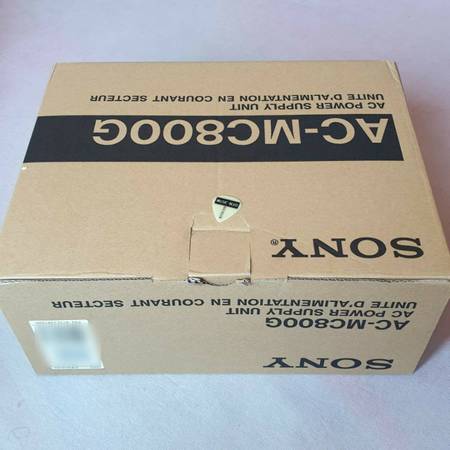 SONY®
AC-MC800G
AC POWER SUPPLY UNIT
UNITE D'ALIMENTATION EN COURANT SECTEUR
SONY
AC-MC800G
AC POWER SUPPLY UNIT
UNITE D'ALIMENTATION EN COURANT SECTEUR